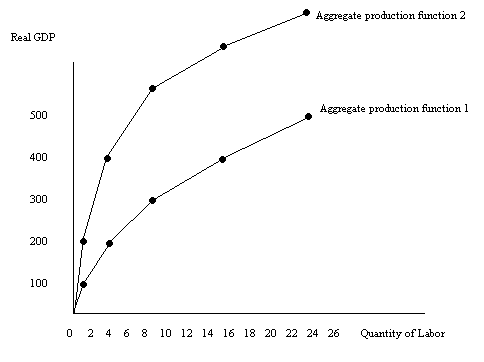 Aggregate production function 2
Real GDP
Aggregate production function 1
500
400
300
200
100
0 2 4 6 8 10 12 14 16 18 20 22 24 26 Quantity of Labor